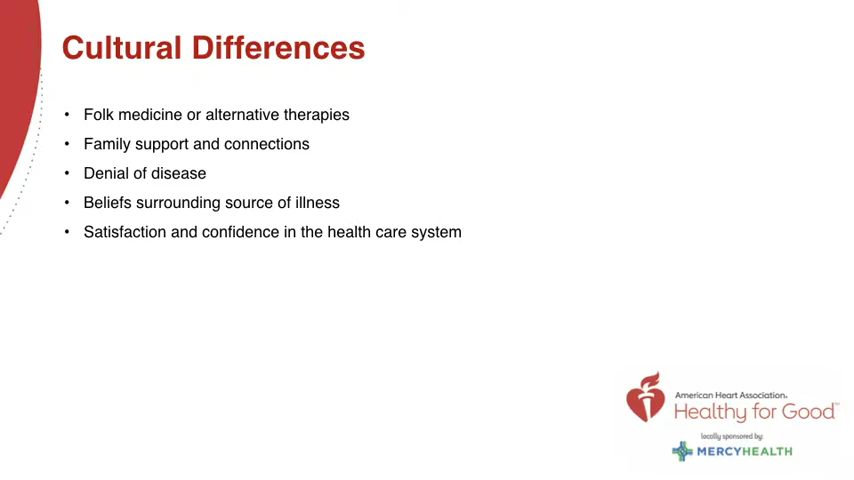 Cultural Differences
• Folk medicine or alternative therapies
• Family support and connections
• Denial of disease
• Beliefs surrounding source of illness
• Satisfaction and confidence in the health care system
American Heart Association®
Healthy for Good™
locally sponsored by:
MERCYHEALTH